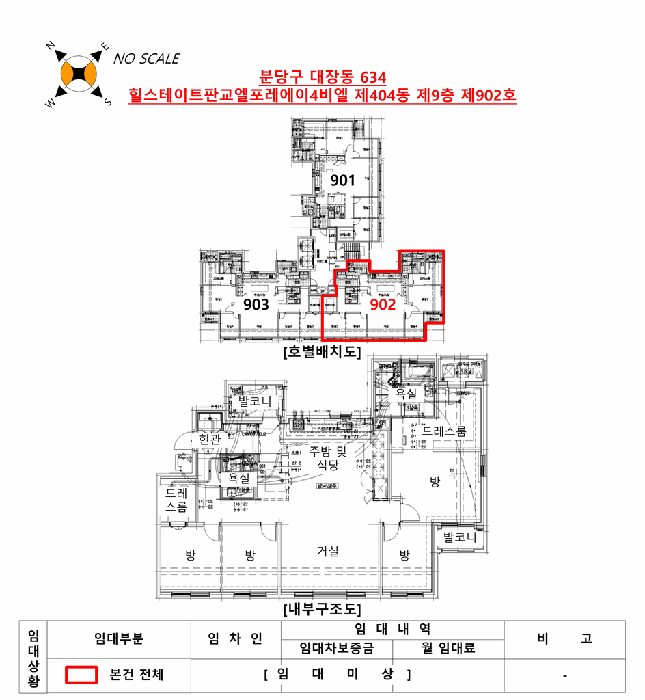 N E
NO SCALE
W S
분당구 대장동 634
힐스테이트판교엘포레에이4비엘 제404동 제9층 제902호
901
903
902
[호별배치도]
발코니
욕실
현관
주방 및
식당
드레스룸
욕실
드레
스룸
방
발코니
방
방
거실
방
[내부구조도]
임대상황
임대부분
임 차 인
임 대 내 역
비 고
임대차보증금
월 임대료
본건 전체
[ 임 대 미 상 ]
-